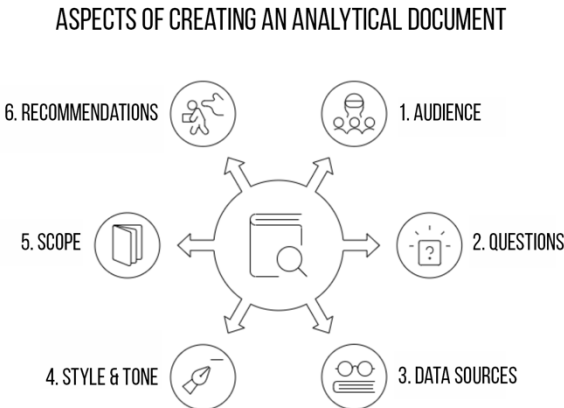 ASPECTS OF CREATING AN ANALYTICAL DOCUMENT
6. RECOMMENDATIONS
1. AUDIENCE
5. SCOPE
?
2. QUESTIONS
4. STYLE & TONE
3. DATA SOURCES